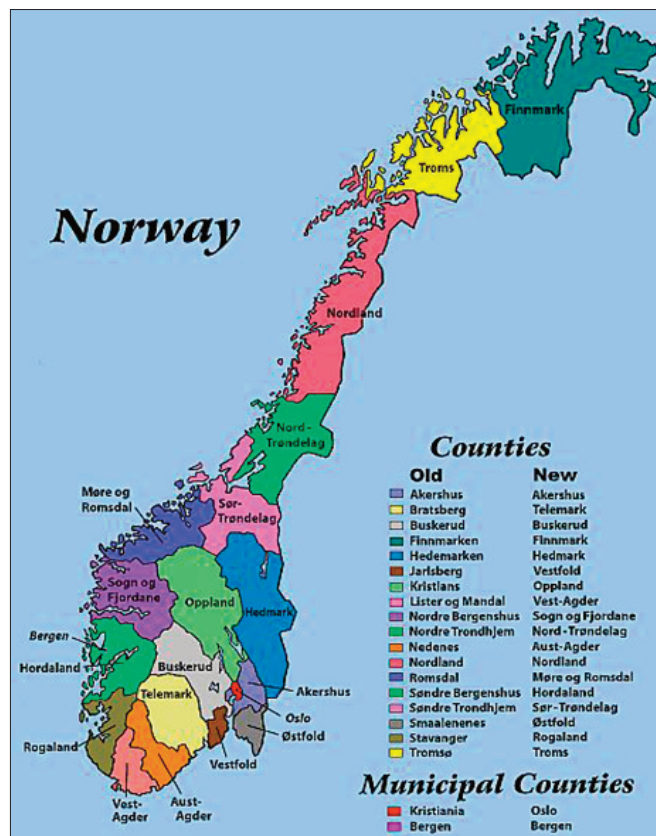 Norway
Finnmark
Troms
Nordland
Nord-
Trøndelag
Møre og
Romsdal
Sør-
Trøndelag
Sogn og
Fjordane
Oppland
Hedmark
Bergen
Hordaland
Buskerud
Akershus
Telemark
Oslo
Østfold
Rogaland
Vestfold
Vest-
Agder
Aust-
Agder
Counties
Old New
Akershus Akershus
Bratsberg Telemark
Buskerud Buskerud
Finnmarken Finnmark
Hedemarken Hedmark
Jarlsberg Vestfold
Kristians Oppland
Lister og Mandal Vest-Agder
Nordre Bergenshus Sogn og Fjordane
Nordre Trondhjem Nord-Trøndelag
Nedenes Aust-Agder
Nordland Nordland
Romsdal Møre og Romsdal
Søndre Bergenshus Hordaland
Søndre Trondhjem Sør-Trøndelag
Smaalenenes Østfold
Stavanger Rogaland
Tromsø Troms
Municipal Counties
Kristiania Oslo
Bergen Bergen